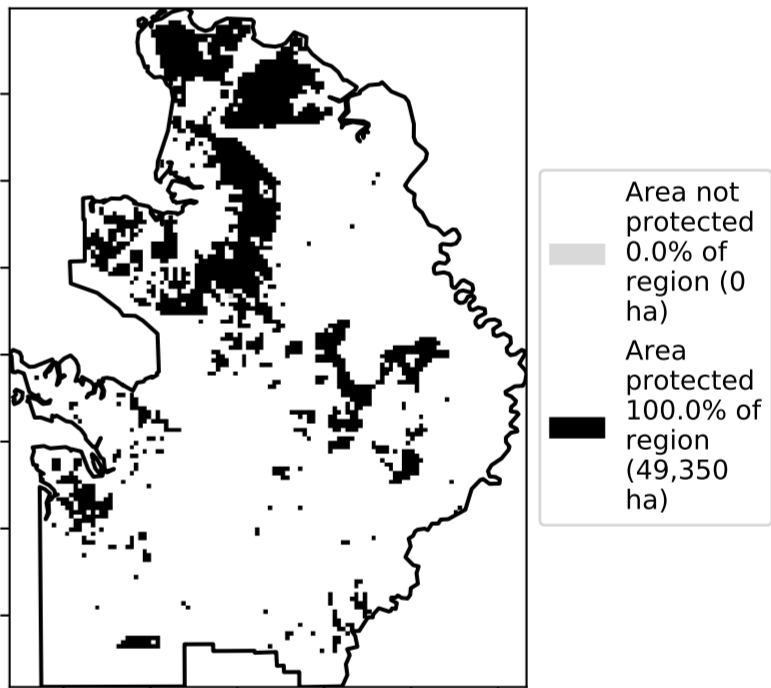 Area not
protected
0.0% of
region (0
ha)
Area
protected
100.0% of
region
(49,350
ha)